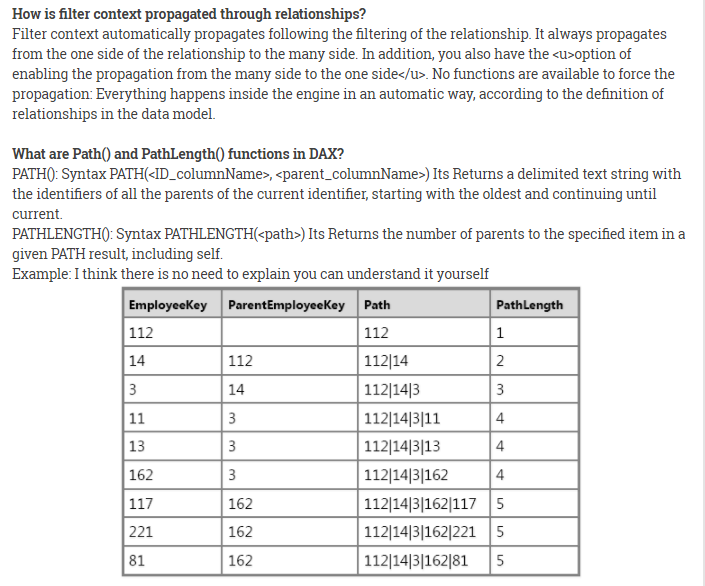 How is filter context propagated through relationships?
Filter context automatically propagates following the filtering of the relationship. It always propagates
from the one side of the relationship to the many side. In addition, you also have the <u>option of
enabling the propagation from the many side to the one side</u>. No functions are available to force the
propagation: Everything happens inside the engine in an automatic way, according to the definition of
relationships in the data model.
What are Path() and PathLength() functions in DAX?
PATH(): Syntax PATH(<ID_columnName>, <parent_columnName>) Its Returns a delimited text string with
the identifiers of all the parents of the current identifier, starting with the oldest and continuing until
current.
PATHLENGTH(): Syntax PATHLENGTH(<path>) Its Returns the number of parents to the specified item in a
given PATH result, including self.
Example: I think there is no need to explain you can understand it yourself
EmployeeKey ParentEmployeeKey Path PathLength
112 112 1
14 112 112|14 2
3 14 112|14|3 3
11 3 112|14|3|11 4
13 3 112|14|3|13 4
162 3 112|14|3|162 4
117 162 112|14|3|162|117 5
221 162 112|14|3|162|221 5
81 162 112|14|3|162|81 5